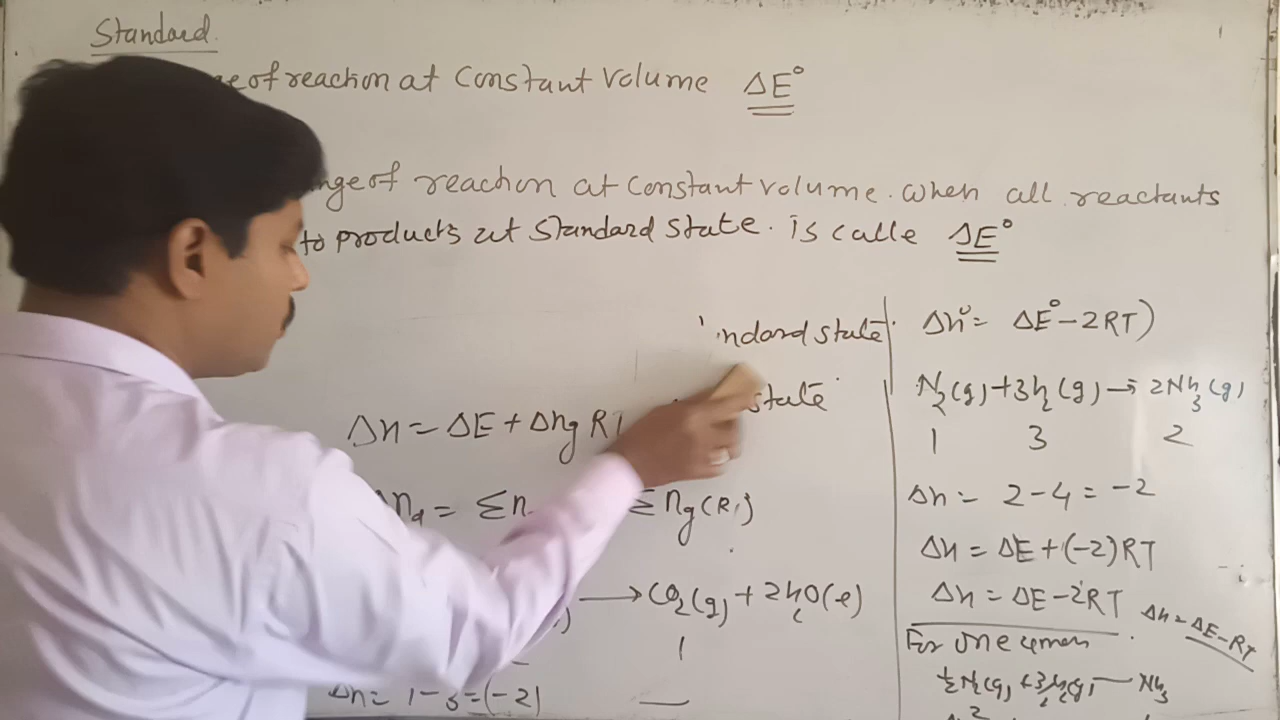 Standard
of reaction at Constant Volume ΔE°
of reaction at constant volume. when all reactants
to products at standard state. is calle ΔE°
state
state
Δh = ΔE + Δng RT
= Σn Σ ng(R)
⟶ CO2(g) + 2h2O(l)
1
Δn = 1-3 = (-2)
Δh° = ΔE° - 2RT)
N2(g) + 3h2(g) → 2Nh3(g)
1 3 2
Δn = 2 - 4 = -2
Δh = ΔE + (-2)RT
Δh = ΔE - 2RT
Δh = ΔE - RT
For one
½N2(g) + 3/2h2(g) — Nh3